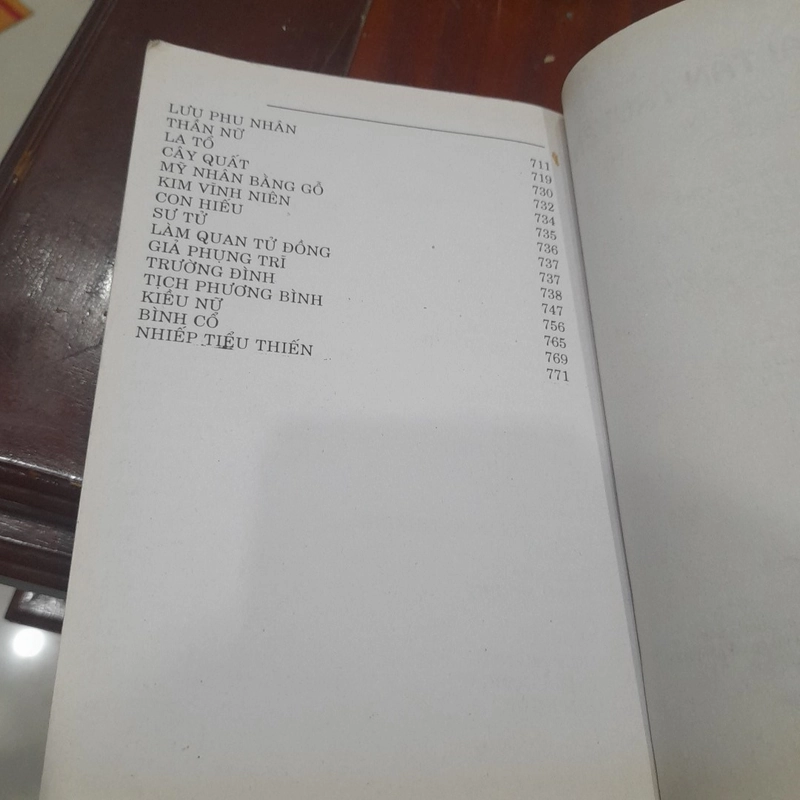 LƯU PHU NHÂN 711
THẦN NỮ 719
LA TỔ 730
CÂY QUẤT 732
MỸ NHÂN BẰNG GỖ 734
KIM VĨNH NIÊN 735
CON HIẾU 736
SƯ TỬ 737
LÀM QUAN TỬ ĐỒNG 737
GIẢ PHỤNG TRĨ 738
TRƯỜNG ĐÌNH 747
TỊCH PHƯƠNG BÌNH 756
KIỀU NỮ 765
BÌNH CỔ 769
NHIẾP TIỂU THIẾN 771